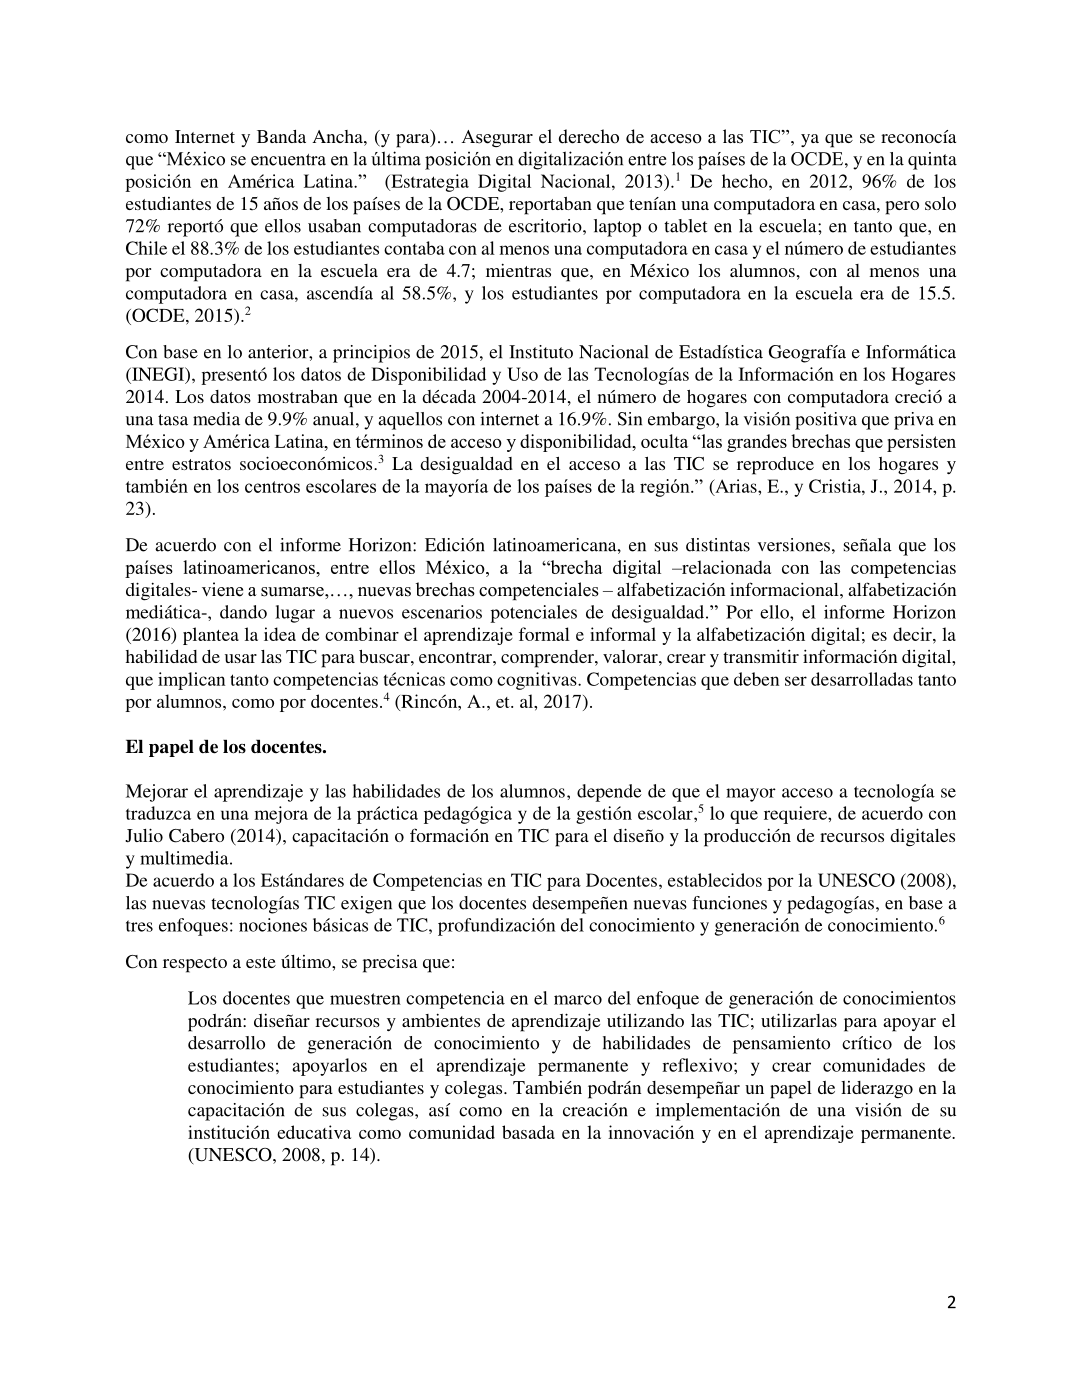 como Internet y Banda Ancha, (y para)… Asegurar el derecho de acceso a las TIC”, ya que se reconocía
que “México se encuentra en la última posición en digitalización entre los países de la OCDE, y en la quinta
posición en América Latina.” (Estrategia Digital Nacional, 2013).¹ De hecho, en 2012, 96% de los
estudiantes de 15 años de los países de la OCDE, reportaban que tenían una computadora en casa, pero solo
72% reportó que ellos usaban computadoras de escritorio, laptop o tablet en la escuela; en tanto que, en
Chile el 88.3% de los estudiantes contaba con al menos una computadora en casa y el número de estudiantes
por computadora en la escuela era de 4.7; mientras que, en México los alumnos, con al menos una
computadora en casa, ascendía al 58.5%, y los estudiantes por computadora en la escuela era de 15.5.
(OCDE, 2015).²
Con base en lo anterior, a principios de 2015, el Instituto Nacional de Estadística Geografía e Informática
(INEGI), presentó los datos de Disponibilidad y Uso de las Tecnologías de la Información en los Hogares
2014. Los datos mostraban que en la década 2004-2014, el número de hogares con computadora creció a
una tasa media de 9.9% anual, y aquellos con internet a 16.9%. Sin embargo, la visión positiva que priva en
México y América Latina, en términos de acceso y disponibilidad, oculta “las grandes brechas que persisten
entre estratos socioeconómicos.³ La desigualdad en el acceso a las TIC se reproduce en los hogares y
también en los centros escolares de la mayoría de los países de la región.” (Arias, E., y Cristia, J., 2014, p.
23).
De acuerdo con el informe Horizon: Edición latinoamericana, en sus distintas versiones, señala que los
países latinoamericanos, entre ellos México, a la “brecha digital –relacionada con las competencias
digitales- viene a sumarse,…, nuevas brechas competenciales – alfabetización informacional, alfabetización
mediática-, dando lugar a nuevos escenarios potenciales de desigualdad.” Por ello, el informe Horizon
(2016) plantea la idea de combinar el aprendizaje formal e informal y la alfabetización digital; es decir, la
habilidad de usar las TIC para buscar, encontrar, comprender, valorar, crear y transmitir información digital,
que implican tanto competencias técnicas como cognitivas. Competencias que deben ser desarrolladas tanto
por alumnos, como por docentes.⁴ (Rincón, A., et. al, 2017).
El papel de los docentes.
Mejorar el aprendizaje y las habilidades de los alumnos, depende de que el mayor acceso a tecnología se
traduzca en una mejora de la práctica pedagógica y de la gestión escolar,⁵ lo que requiere, de acuerdo con
Julio Cabero (2014), capacitación o formación en TIC para el diseño y la producción de recursos digitales
y multimedia.
De acuerdo a los Estándares de Competencias en TIC para Docentes, establecidos por la UNESCO (2008),
las nuevas tecnologías TIC exigen que los docentes desempeñen nuevas funciones y pedagogías, en base a
tres enfoques: nociones básicas de TIC, profundización del conocimiento y generación de conocimiento.⁶
Con respecto a este último, se precisa que:
Los docentes que muestren competencia en el marco del enfoque de generación de conocimientos
podrán: diseñar recursos y ambientes de aprendizaje utilizando las TIC; utilizarlas para apoyar el
desarrollo de generación de conocimiento y de habilidades de pensamiento crítico de los
estudiantes; apoyarlos en el aprendizaje permanente y reflexivo; y crear comunidades de
conocimiento para estudiantes y colegas. También podrán desempeñar un papel de liderazgo en la
capacitación de sus colegas, así como en la creación e implementación de una visión de su
institución educativa como comunidad basada en la innovación y en el aprendizaje permanente.
(UNESCO, 2008, p. 14).
2